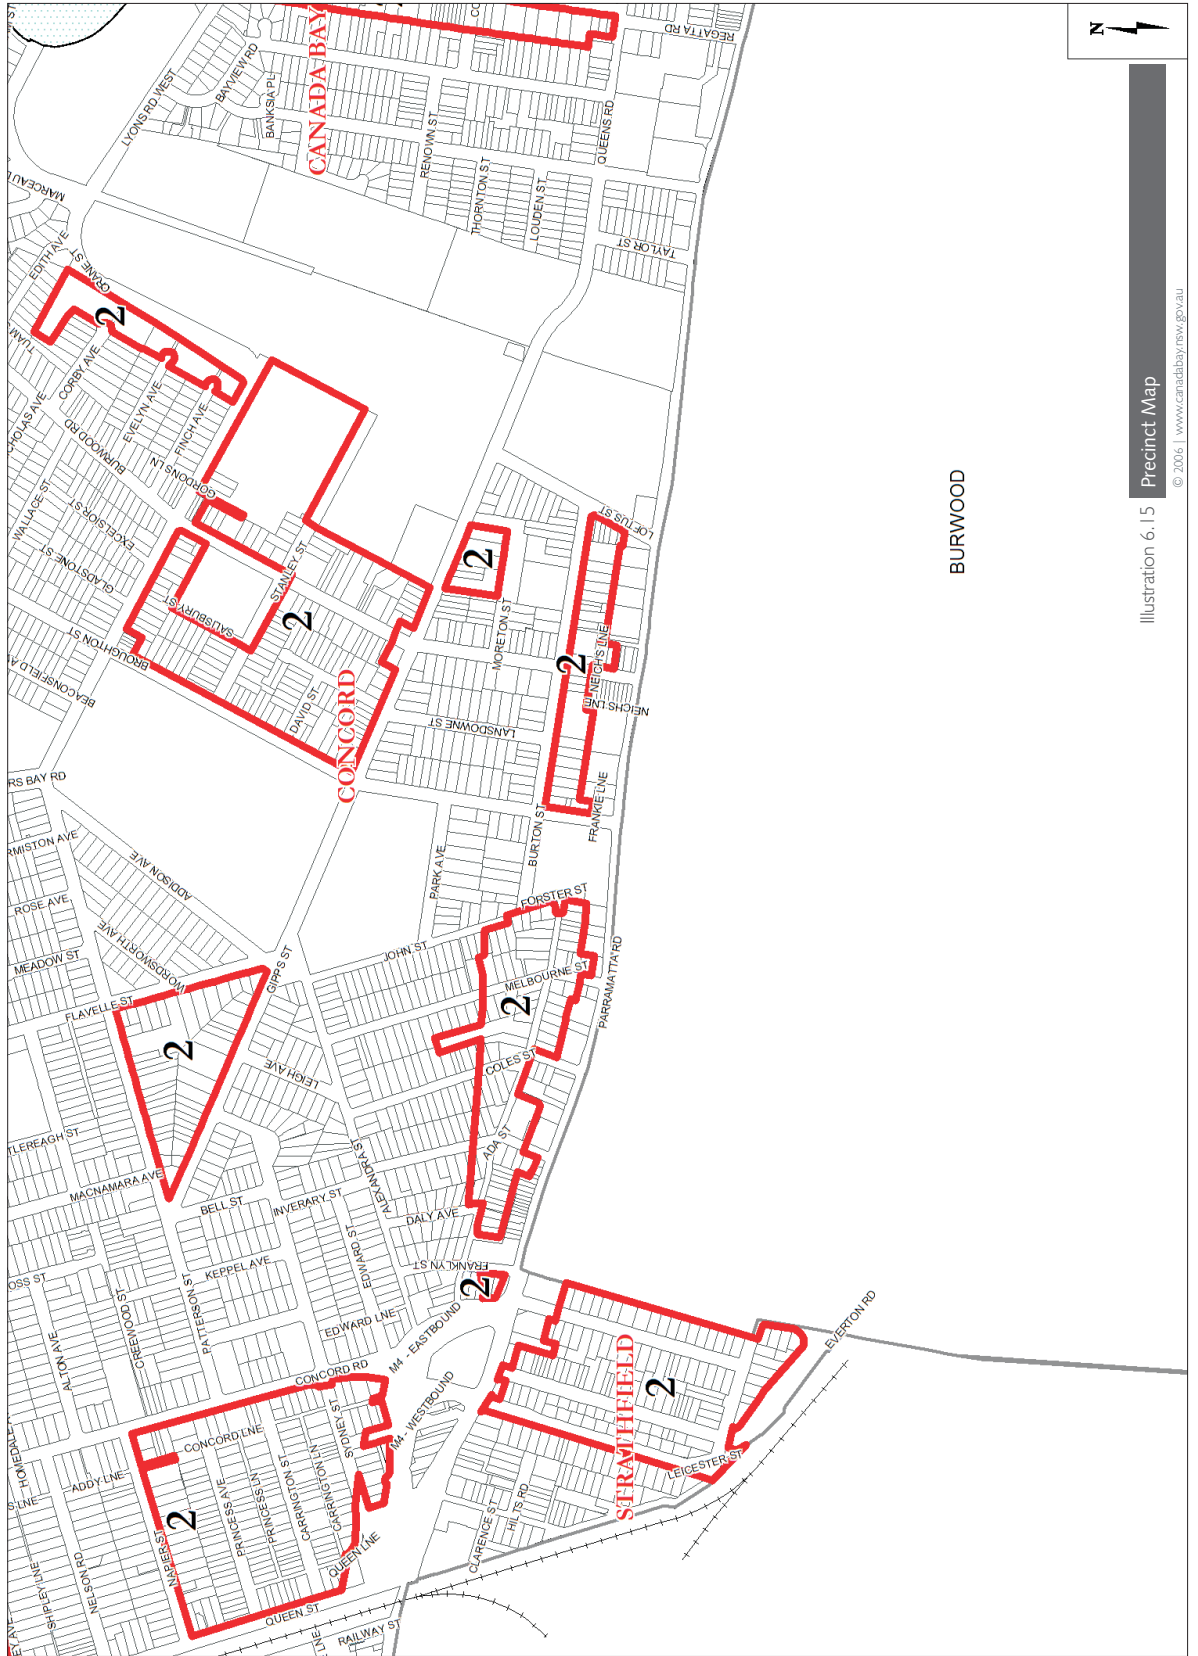 CANADA BAY
CONCORD
STRATHFIELD
BURWOOD
N
LYONS RD WEST
BAYVIEW RD
BANKSIA PL
REGATTA RD
RENOWN ST
QUEENS RD
THORNTON ST
LOUDEN ST
TAYLOR ST
EDITH AVE
CRANE ST
2
CORBY AVE
EVELYN AVE
FINCH AVE
BURWOOD RD
GORDONS LN
WALLACE ST
EXCELSIOR ST
GLADSTONE ST
BROUGHTON ST
SALISBURY ST
STANLEY ST
2
DAVID ST
2
MORETON ST
LANSDOWNE ST
LOFTUS ST
2
NEICHS LNE
NEICHS LNE
FRANKIE LNE
BURTON ST
PARK AVE
RS BAY RD
RMISTON AVE
ADDISON AVE
ROSE AVE
WORDSWORTH AVE
MEADOW ST
FLAVELLE ST
GIPPS ST
JOHN ST
FORSTER ST
MELBOURNE ST
2
PARRAMATTA RD
COLES ST
ADA ST
2
LEIGH AVE
TLEREAGH ST
MACNAMARA AVE
BELL ST
INVERARY ST
ALEXANDRA ST
DALY AVE
FRANKLYN ST
2
OSS ST
KEPPEL AVE
EDWARD ST
EDWARD LNE
CREEWOOD ST
PATTERSON ST
ALTON AVE
CONCORD RD
M4 - EASTBOUND
M4 - WESTBOUND
SYDNEY ST
CONCORD LNE
ADDY LNE
2
PRINCESS AVE
PRINCESS LN
CARRINGTON ST
CARRINGTON LN
QUEEN LNE
NAPIER ST
NELSON RD
SHIPLEY LNE
QUEEN ST
RAILWAY ST
CLARENCE ST
HILTS RD
LEICESTER ST
2
EVERTON RD
Illustration 6.15
Precinct Map
© 2006 | www.canadabay.nsw.gov.au